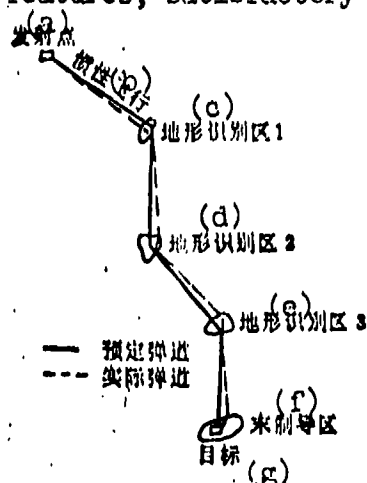 features,
(a)
发射点
惯性飞行
(b)
(c)
地形识别区1
(d)
地形识别区2
(e)
地形识别区3
预定弹道
实际弹道
(f)
末制导区
目标
(g)